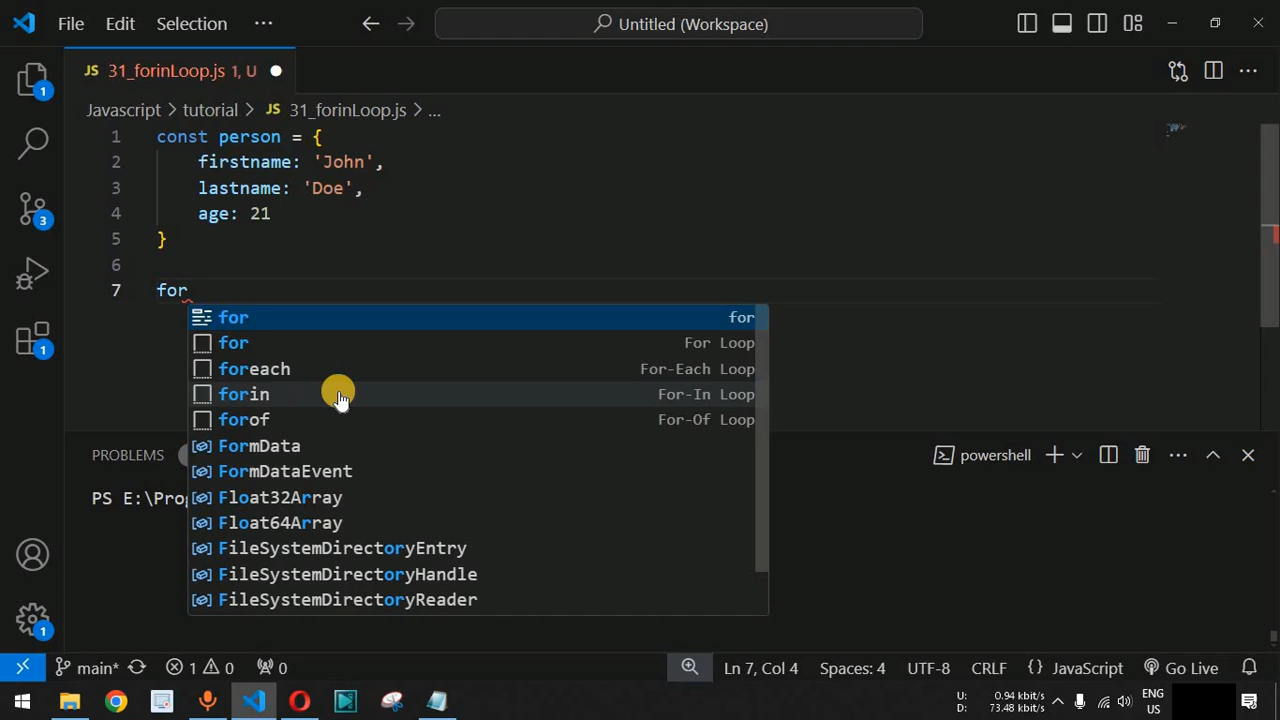 File Edit Selection ··· Untitled (Workspace)
JS 31_forinLoop.js 1, U
Javascript > tutorial > JS 31_forinLoop.js > ...
1 const person = {
2 firstname: 'John',
3 lastname: 'Doe',
4 age: 21
5 }
6
7 for
for for
for For Loop
foreach For-Each Loop
forin For-In Loop
forof For-Of Loop
FormData
FormDataEvent
Float32Array
Float64Array
FileSystemDirectoryEntry
FileSystemDirectoryHandle
FileSystemDirectoryReader
PROBLEMS powershell
PS E:\Pro
1
3
1
1
main* 1 0 0 Ln 7, Col 4 Spaces: 4 UTF-8 CRLF {} JavaScript Go Live
U: 0.94 kbit/s
D: 73.48 kbit/s
ENG
US